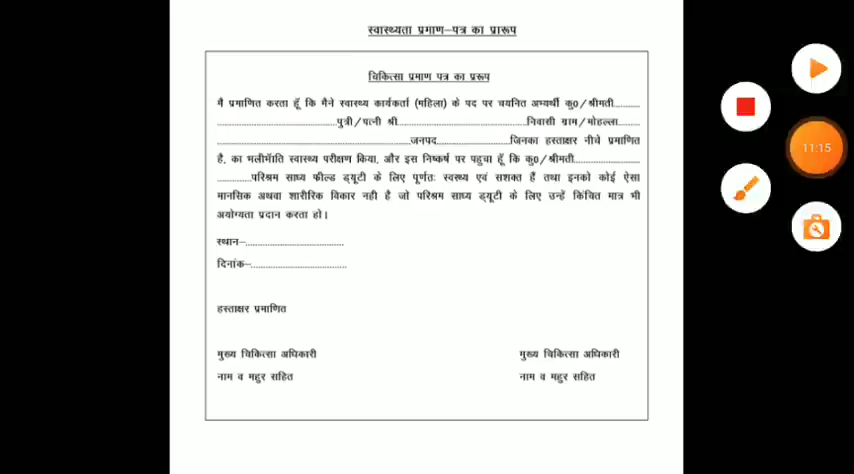 स्वास्थ्यता प्रमाण–पत्र का प्रारूप
चिकित्सा प्रमाण पत्र का प्ररूप
मै प्रमाणित करता हूँ कि मैने स्वास्थ्य कार्यकर्ता (महिला) के पद पर चयनित अभ्यर्थी कु0/श्रीमती...........
.................................................पुत्री/पत्नी श्री.....................................................निवासी ग्राम/मोहल्ला.........
................................................................................जनपद..............................जिनका हस्ताक्षर नीचे प्रमाणित
है, का भलीभॅाति स्वास्थ्य परीक्षण किया, और इस निष्कर्ष पर पहुचा हूँ कि कु0/श्रीमती...........................
..............परिश्रम साध्य फील्ड ड्यूटी के लिए पूर्णतः स्वस्थ्य एवं सशक्त हैं तथा इनको कोई ऐसा
मानसिक अथवा शारीरिक विकार नही है जो परिश्रम साध्य ड्यूटी के लिए उन्हें किंचित मात्र भी
अयोग्यता प्रदान करता हो।
स्थान–.......................................
दिनांक–.......................................
हस्ताक्षर प्रमाणित
मुख्य चिकित्सा अधिकारी मुख्य चिकित्सा अधिकारी
नाम व महुर सहित नाम व महुर सहित
11:15